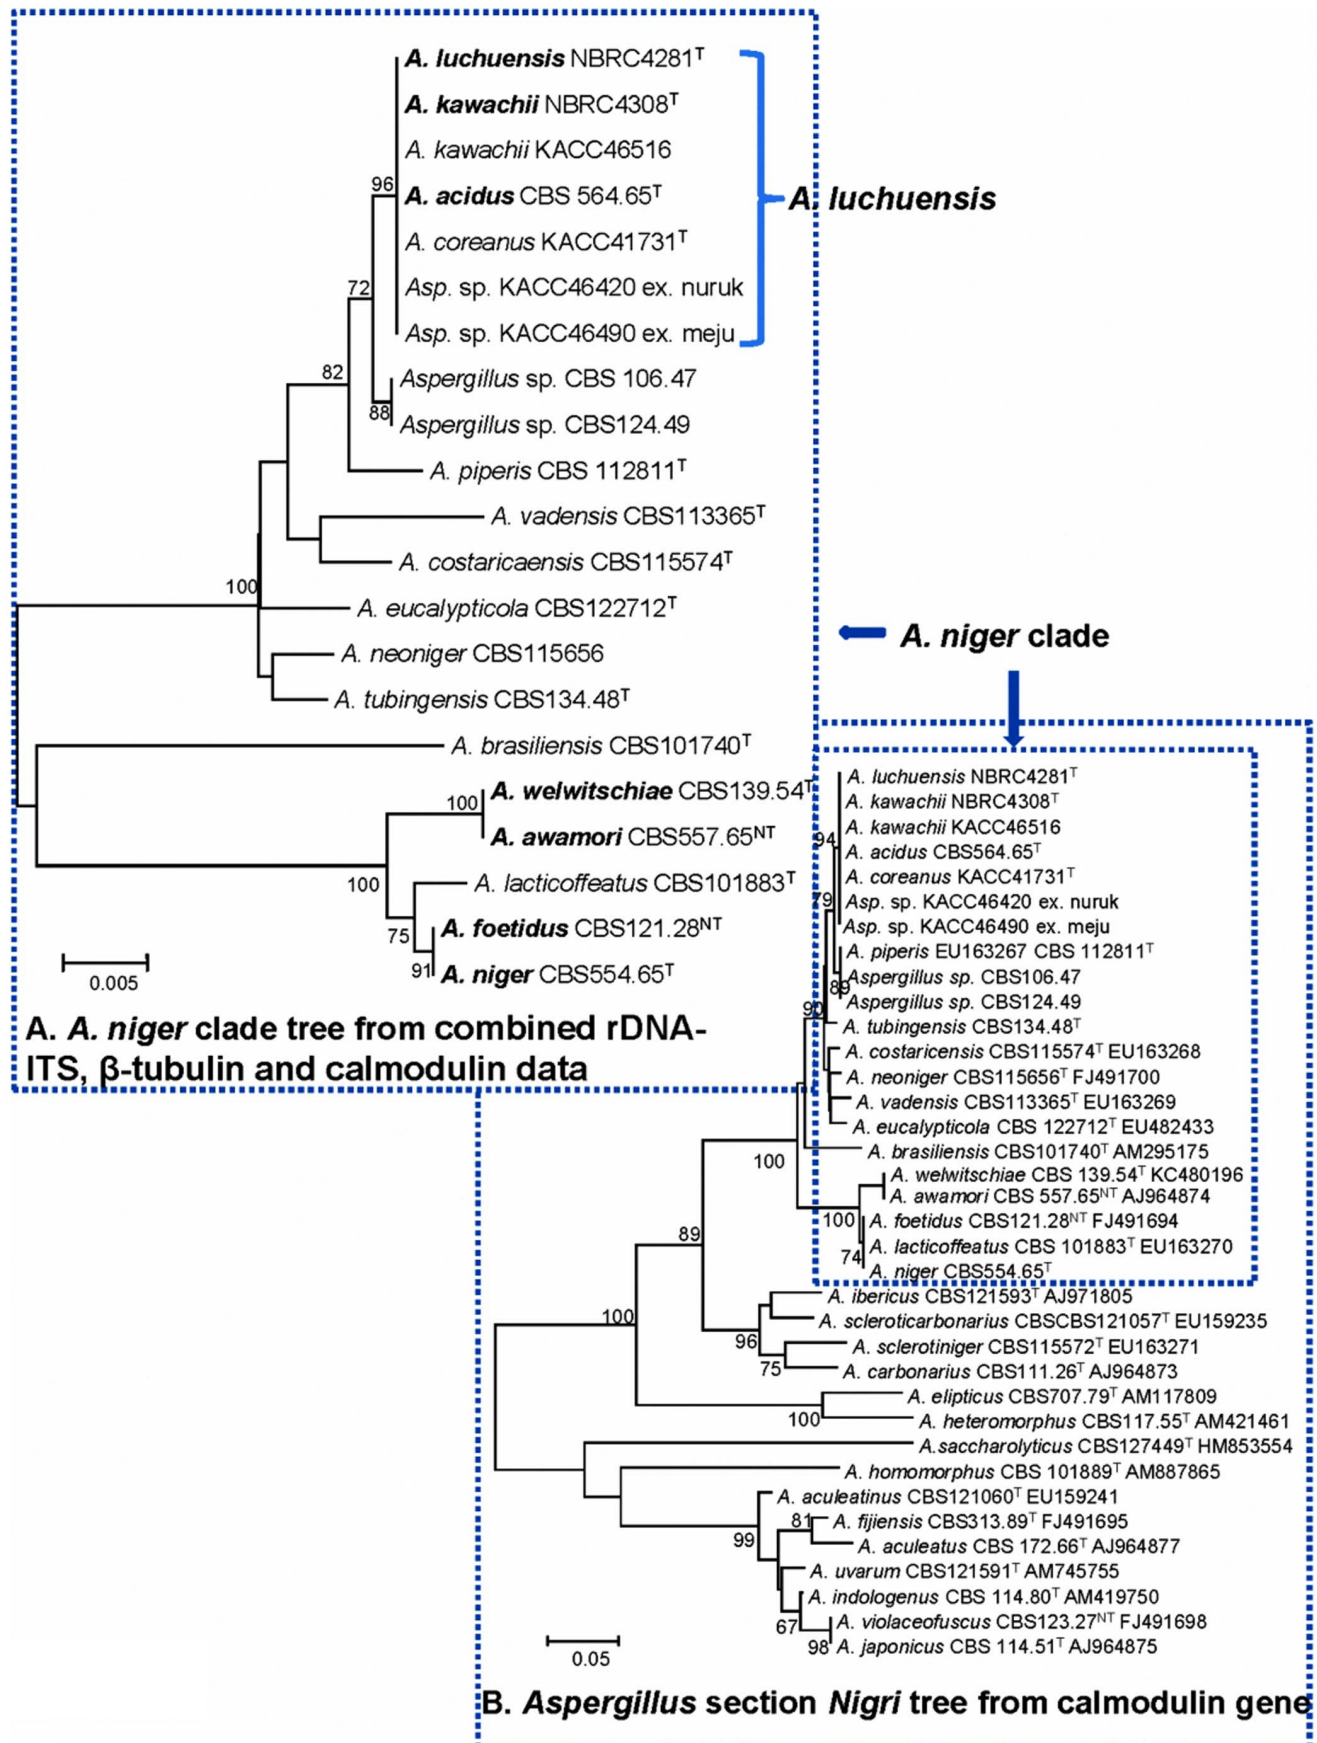 A. luchuensis NBRC4281T
A. kawachii NBRC4308T
A. kawachii KACC46516
96
A. acidus CBS 564.65T
A. luchuensis
A. coreanus KACC41731T
72
Asp. sp. KACC46420 ex. nuruk
Asp. sp. KACC46490 ex. meju
82
Aspergillus sp. CBS 106.47
88
Aspergillus sp. CBS124.49
A. piperis CBS 112811T
A. vadensis CBS113365T
A. costaricaensis CBS115574T
100
A. eucalypticola CBS122712T
A. neoniger CBS115656
A. tubingensis CBS134.48T
A. brasiliensis CBS101740T
A. welwitschiae CBS139.54T
100
A. awamori CBS557.65NT
100
A. lacticoffeatus CBS101883T
75
A. foetidus CBS121.28NT
91
A. niger CBS554.65T
0.005
A. A. niger clade tree from combined rDNA-
ITS, β-tubulin and calmodulin data
A. niger clade
A. luchuensis NBRC4281T
A. kawachii NBRC4308T
A. kawachii KACC46516
94
A. acidus CBS564.65T
A. coreanus KACC41731T
79
Asp. sp. KACC46420 ex. nuruk
Asp. sp. KACC46490 ex. meju
A. piperis EU163267 CBS 112811T
Aspergillus sp. CBS106.47
89
Aspergillus sp. CBS124.49
90
A. tubingensis CBS134.48T
A. costaricensis CBS115574T EU163268
A. neoniger CBS115656T FJ491700
A. vadensis CBS113365T EU163269
A. eucalypticola CBS 122712T EU482433
A. brasiliensis CBS101740T AM295175
100
A. welwitschiae CBS 139.54T KC480196
A. awamori CBS 557.65NT AJ964874
100
A. foetidus CBS121.28NT FJ491694
A. lacticoffeatus CBS 101883T EU163270
74
A. niger CBS554.65T
89
A. ibericus CBS121593T AJ971805
100
A. scleroticarbonarius CBSCBS121057T EU159235
96
A. sclerotiniger CBS115572T EU163271
75
A. carbonarius CBS111.26T AJ964873
A. elipticus CBS707.79T AM117809
100
A. heteromorphus CBS117.55T AM421461
A.saccharolyticus CBS127449T HM853554
A. homomorphus CBS 101889T AM887865
A. aculeatinus CBS121060T EU159241
81
A. fijiensis CBS313.89T FJ491695
99
A. aculeatus CBS 172.66T AJ964877
A. uvarum CBS121591T AM745755
A. indologenus CBS 114.80T AM419750
67
A. violaceofuscus CBS123.27NT FJ491698
98
A. japonicus CBS 114.51T AJ964875
0.05
B. Aspergillus section Nigri tree from calmodulin gene